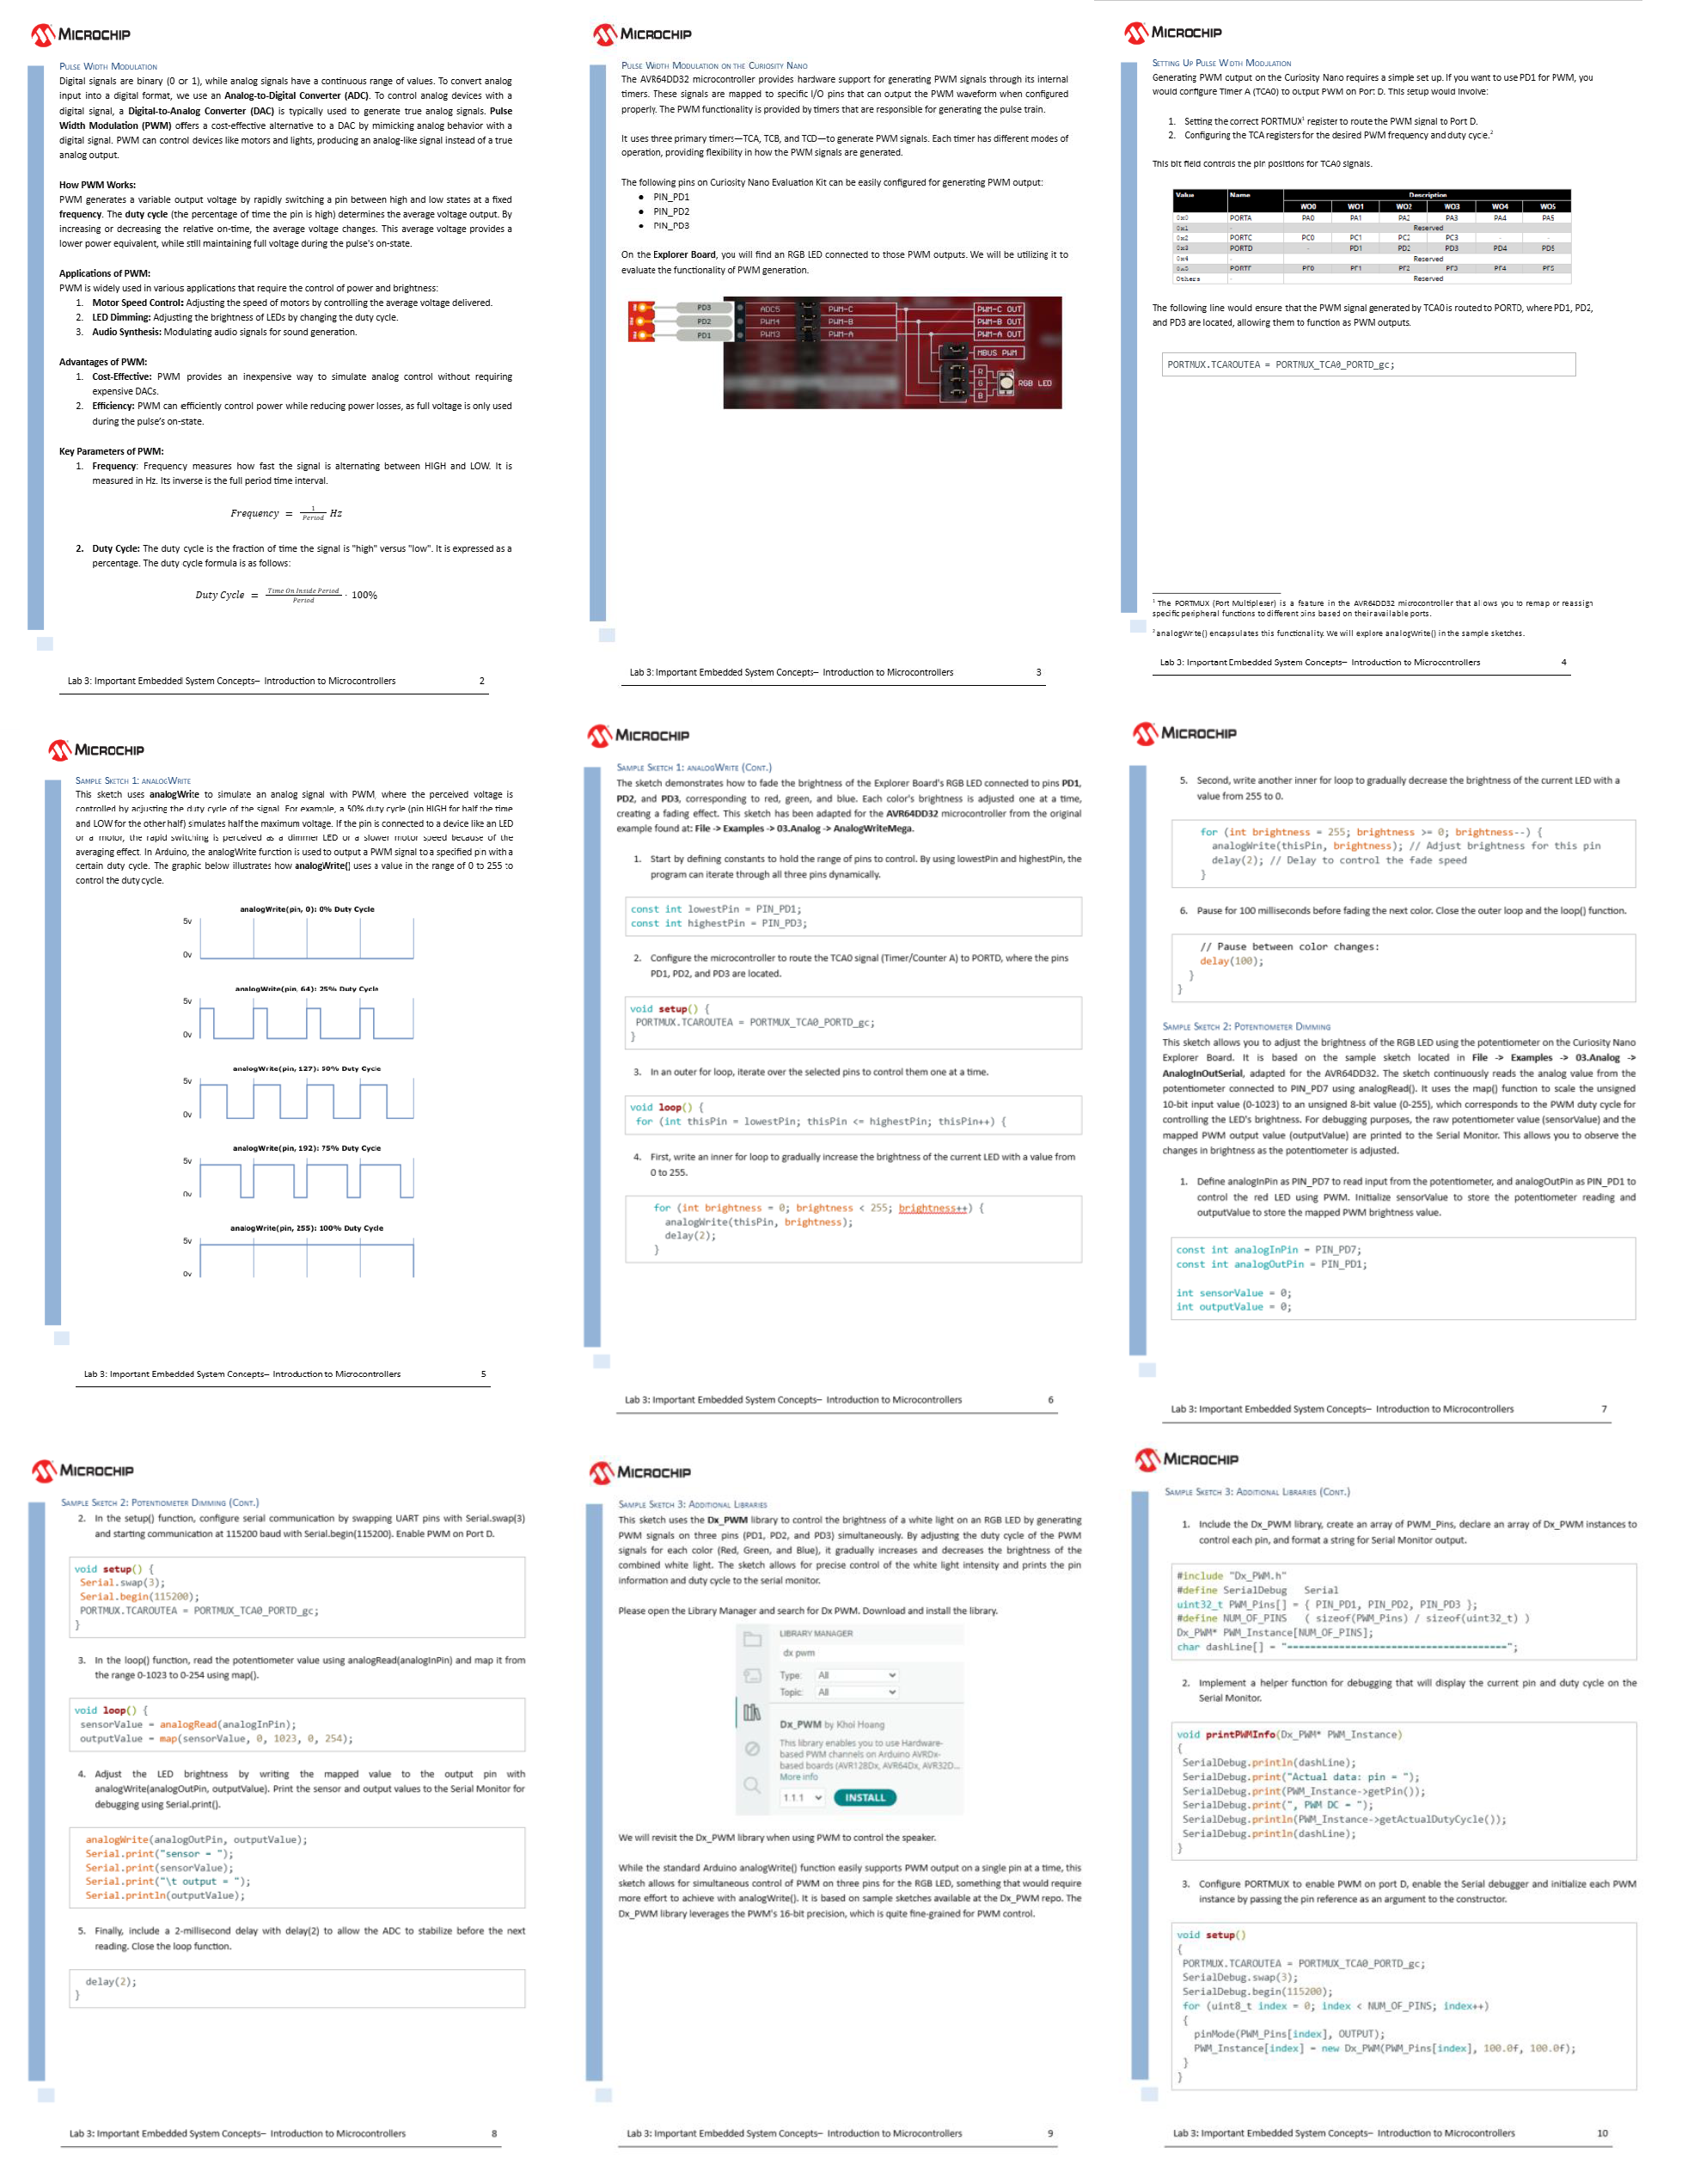 MICROCHIP
PULSE WIDTH MODULATION
Digital signals are binary (0 or 1), while analog signals have a continuous range of values. To convert analog
input into a digital format, we use an Analog-to-Digital Converter (ADC). To control analog devices with a
digital signal, a Digital-to-Analog Converter (DAC) is typically used to generate true analog signals. Pulse
Width Modulation (PWM) offers a cost-effective alternative to a DAC by mimicking analog behavior with a
digital signal. PWM can control devices like motors and lights, producing an analog-like signal instead of a true
analog output.
How PWM Works:
PWM generates a variable output voltage by rapidly switching a pin between high and low states at a fixed
frequency. The duty cycle (the percentage of time the pin is high) determines the average voltage output. By
increasing or decreasing the relative on-time, the average voltage changes. This average voltage provides a
lower power equivalent, while still maintaining full voltage during the pulse's on-state.
Applications of PWM:
PWM is widely used in various applications that require the control of power and brightness:
1. Motor Speed Control: Adjusting the speed of motors by controlling the average voltage delivered.
2. LED Dimming: Adjusting the brightness of LEDs by changing the duty cycle.
3. Audio Synthesis: Modulating audio signals for sound generation.
Advantages of PWM:
1. Cost-Effective: PWM provides an inexpensive way to simulate analog control without requiring
expensive DACs.
2. Efficiency: PWM can efficiently control power while reducing power losses, as full voltage is only used
during the pulse's on-state.
Key Parameters of PWM:
1. Frequency: Frequency measures how fast the signal is alternating between HIGH and LOW. It is
measured in Hz. Its inverse is the full period time interval.
Frequency = 1/Period Hz
2. Duty Cycle: The duty cycle is the fraction of time the signal is "high" versus "low". It is expressed as a
percentage. The duty cycle formula is as follows:
Duty Cycle = Time On Inside Period/Period · 100%
Lab 3: Important Embedded System Concepts– Introduction to Microcontrollers 2
MICROCHIP
PULSE WIDTH MODULATION ON THE CURIOSITY NANO
The AVR64DD32 microcontroller provides hardware support for generating PWM signals through its internal
timers. These signals are mapped to specific I/O pins that can output the PWM waveform when configured
properly. The PWM functionality is provided by timers that are responsible for generating the pulse train.
It uses three primary timers—TCA, TCB, and TCD—to generate PWM signals. Each timer has different modes of
operation, providing flexibility in how the PWM signals are generated.
The following pins on Curiosity Nano Evaluation Kit can be easily configured for generating PWM output:
• PIN_PD1
• PIN_PD2
• PIN_PD3
On the Explorer Board, you will find an RGB LED connected to those PWM outputs. We will be utilizing it to
evaluate the functionality of PWM generation.
PD3 ADC5 PWM-C PWM-C OUT
PD2 PWM4 PWM-B PWM-B OUT
PD1 PWM3 PWM-A PWM-A OUT
MBUS PWM
R
G RGB LED
B
Lab 3: Important Embedded System Concepts– Introduction to Microcontrollers 3
MICROCHIP
SETTING UP PULSE WIDTH MODULATION
Generating PWM output on the Curiosity Nano requires a simple set up. If you want to use PD1 for PWM, you
would configure Timer A (TCA0) to output PWM on Port D. This setup would involve:
1. Setting the correct PORTMUX¹ register to route the PWM signal to Port D.
2. Configuring the TCA registers for the desired PWM frequency and duty cycle.²
This bit field controls the pin positions for TCA0 signals.
Value Name Description
WO0 WO1 WO2 WO3 WO4 WO5
0x0 PORTA PA0 PA1 PA2 PA3 PA4 PA5
0x1 - Reserved
0x2 PORTC PC0 PC1 PC2 PC3 - -
0x3 PORTD - PD1 PD2 PD3 PD4 PD5
0x4 - Reserved
0x5 PORTF PF0 PF1 PF2 PF3 PF4 PF5
Others - Reserved
The following line would ensure that the PWM signal generated by TCA0 is routed to PORTD, where PD1, PD2,
and PD3 are located, allowing them to function as PWM outputs.
PORTMUX.TCAROUTEA = PORTMUX_TCA0_PORTD_gc;
¹ The PORTMUX (Port Multiplexer) is a feature in the AVR64DD32 microcontroller that allows you to remap or reassign
specific peripheral functions to different pins based on their available ports.
² analogWrite() encapsulates this functionality. We will explore analogWrite() in the sample sketches.
Lab 3: Important Embedded System Concepts– Introduction to Microcontrollers 4
MICROCHIP
SAMPLE SKETCH 1: ANALOGWRITE
This sketch uses analogWrite to simulate an analog signal with PWM, where the perceived voltage is
controlled by adjusting the duty cycle of the signal. For example, a 50% duty cycle (pin HIGH for half the time
and LOW for the other half) simulates half the maximum voltage. If the pin is connected to a device like an LED
or a motor, the rapid switching is perceived as a dimmer LED or a slower motor speed because of the
averaging effect. In Arduino, the analogWrite function is used to output a PWM signal to a specified pin with a
certain duty cycle. The graphic below illustrates how analogWrite() uses a value in the range of 0 to 255 to
control the duty cycle.
analogWrite(pin, 0): 0% Duty Cycle
5v
0v
analogWrite(pin, 64): 25% Duty Cycle
5v
0v
analogWrite(pin, 127): 50% Duty Cycle
5v
0v
analogWrite(pin, 192): 75% Duty Cycle
5v
0v
analogWrite(pin, 255): 100% Duty Cycle
5v
0v
Lab 3: Important Embedded System Concepts– Introduction to Microcontrollers 5
MICROCHIP
SAMPLE SKETCH 1: ANALOGWRITE (CONT.)
The sketch demonstrates how to fade the brightness of the Explorer Board's RGB LED connected to pins PD1,
PD2, and PD3, corresponding to red, green, and blue. Each color's brightness is adjusted one at a time,
creating a fading effect. This sketch has been adapted for the AVR64DD32 microcontroller from the original
example found at: File -> Examples -> 03.Analog -> AnalogWriteMega.
1. Start by defining constants to hold the range of pins to control. By using lowestPin and highestPin, the
program can iterate through all three pins dynamically.
const int lowestPin = PIN_PD1;
const int highestPin = PIN_PD3;
2. Configure the microcontroller to route the TCA0 signal (Timer/Counter A) to PORTD, where the pins
PD1, PD2, and PD3 are located.
void setup() {
PORTMUX.TCAROUTEA = PORTMUX_TCA0_PORTD_gc;
}
3. In an outer for loop, iterate over the selected pins to control them one at a time.
void loop() {
for (int thisPin = lowestPin; thisPin <= highestPin; thisPin++) {
4. First, write an inner for loop to gradually increase the brightness of the current LED with a value from
0 to 255.
for (int brightness = 0; brightness < 255; brightness++) {
analogWrite(thisPin, brightness);
delay(2);
}
Lab 3: Important Embedded System Concepts– Introduction to Microcontrollers 6
MICROCHIP
5. Second, write another inner for loop to gradually decrease the brightness of the current LED with a
value from 255 to 0.
for (int brightness = 255; brightness >= 0; brightness--) {
analogWrite(thisPin, brightness); // Adjust brightness for this pin
delay(2); // Delay to control the fade speed
}
6. Pause for 100 milliseconds before fading the next color. Close the outer loop and the loop() function.
// Pause between color changes:
delay(100);
}
}
SAMPLE SKETCH 2: POTENTIOMETER DIMMING
This sketch allows you to adjust the brightness of the RGB LED using the potentiometer on the Curiosity Nano
Explorer Board. It is based on the sample sketch located in File -> Examples -> 03.Analog ->
AnalogInOutSerial, adapted for the AVR64DD32. The sketch continuously reads the analog value from the
potentiometer connected to PIN_PD7 using analogRead(). It uses the map() function to scale the unsigned
10-bit input value (0-1023) to an unsigned 8-bit value (0-255), which corresponds to the PWM duty cycle for
controlling the LED's brightness. For debugging purposes, the raw potentiometer value (sensorValue) and the
mapped PWM output value (outputValue) are printed to the Serial Monitor. This allows you to observe the
changes in brightness as the potentiometer is adjusted.
1. Define analogInPin as PIN_PD7 to read input from the potentiometer, and analogOutPin as PIN_PD1 to
control the red LED using PWM. Initialize sensorValue to store the potentiometer reading and
outputValue to store the mapped PWM brightness value.
const int analogInPin = PIN_PD7;
const int analogOutPin = PIN_PD1;
int sensorValue = 0;
int outputValue = 0;
Lab 3: Important Embedded System Concepts– Introduction to Microcontrollers 7
MICROCHIP
SAMPLE SKETCH 2: POTENTIOMETER DIMMING (CONT.)
2. In the setup() function, configure serial communication by swapping UART pins with Serial.swap(3)
and starting communication at 115200 baud with Serial.begin(115200). Enable PWM on Port D.
void setup() {
Serial.swap(3);
Serial.begin(115200);
PORTMUX.TCAROUTEA = PORTMUX_TCA0_PORTD_gc;
}
3. In the loop() function, read the potentiometer value using analogRead(analogInPin) and map it from
the range 0-1023 to 0-254 using map().
void loop() {
sensorValue = analogRead(analogInPin);
outputValue = map(sensorValue, 0, 1023, 0, 254);
4. Adjust the LED brightness by writing the mapped value to the output pin with
analogWrite(analogOutPin, outputValue). Print the sensor and output values to the Serial Monitor for
debugging using Serial.print().
analogWrite(analogOutPin, outputValue);
Serial.print("sensor = ");
Serial.print(sensorValue);
Serial.print("\t output = ");
Serial.println(outputValue);
5. Finally, include a 2-millisecond delay with delay(2) to allow the ADC to stabilize before the next
reading. Close the loop function.
delay(2);
}
Lab 3: Important Embedded System Concepts– Introduction to Microcontrollers 8
MICROCHIP
SAMPLE SKETCH 3: ADDITIONAL LIBRARIES
This sketch uses the Dx_PWM library to control the brightness of a white light on an RGB LED by generating
PWM signals on three pins (PD1, PD2, and PD3) simultaneously. By adjusting the duty cycle of the PWM
signals for each color (Red, Green, and Blue), it gradually increases and decreases the brightness of the
combined white light. The sketch allows for precise control of the white light intensity and prints the pin
information and duty cycle to the serial monitor.
Please open the Library Manager and search for Dx PWM. Download and install the library.
LIBRARY MANAGER
dx pwm
Type: All
Topic: All
Dx_PWM by Khoi Hoang
This library enables you to use Hardware-
based PWM channels on Arduino AVRDx-
based boards (AVR128Dx, AVR64Dx, AVR32D...
More info
1.1.1 INSTALL
We will revisit the Dx_PWM library when using PWM to control the speaker.
While the standard Arduino analogWrite() function easily supports PWM output on a single pin at a time, this
sketch allows for simultaneous control of PWM on three pins for the RGB LED, something that would require
more effort to achieve with analogWrite(). It is based on sample sketches available at the Dx_PWM repo. The
Dx_PWM library leverages the PWM's 16-bit precision, which is quite fine-grained for PWM control.
Lab 3: Important Embedded System Concepts– Introduction to Microcontrollers 9
MICROCHIP
SAMPLE SKETCH 3: ADDITIONAL LIBRARIES (CONT.)
1. Include the Dx_PWM library, create an array of PWM_Pins, declare an array of Dx_PWM instances to
control each pin, and format a string for Serial Monitor output.
#include "Dx_PWM.h"
#define SerialDebug Serial
uint32_t PWM_Pins[] = { PIN_PD1, PIN_PD2, PIN_PD3 };
#define NUM_OF_PINS ( sizeof(PWM_Pins) / sizeof(uint32_t) )
Dx_PWM* PWM_Instance[NUM_OF_PINS];
char dashLine[] = "=====================================";
2. Implement a helper function for debugging that will display the current pin and duty cycle on the
Serial Monitor.
void printPWMInfo(Dx_PWM* PWM_Instance)
{
SerialDebug.println(dashLine);
SerialDebug.print("Actual data: pin = ");
SerialDebug.print(PWM_Instance->getPin());
SerialDebug.print(", PWM DC = ");
SerialDebug.println(PWM_Instance->getActualDutyCycle());
SerialDebug.println(dashLine);
}
3. Configure PORTMUX to enable PWM on port D, enable the Serial debugger and initialize each PWM
instance by passing the pin reference as an argument to the constructor.
void setup()
{
PORTMUX.TCAROUTEA = PORTMUX_TCA0_PORTD_gc;
SerialDebug.swap(3);
SerialDebug.begin(115200);
for (uint8_t index = 0; index < NUM_OF_PINS; index++)
{
pinMode(PWM_Pins[index], OUTPUT);
PWM_Instance[index] = new Dx_PWM(PWM_Pins[index], 100.0f, 100.0f);
}
}
Lab 3: Important Embedded System Concepts– Introduction to Microcontrollers 10